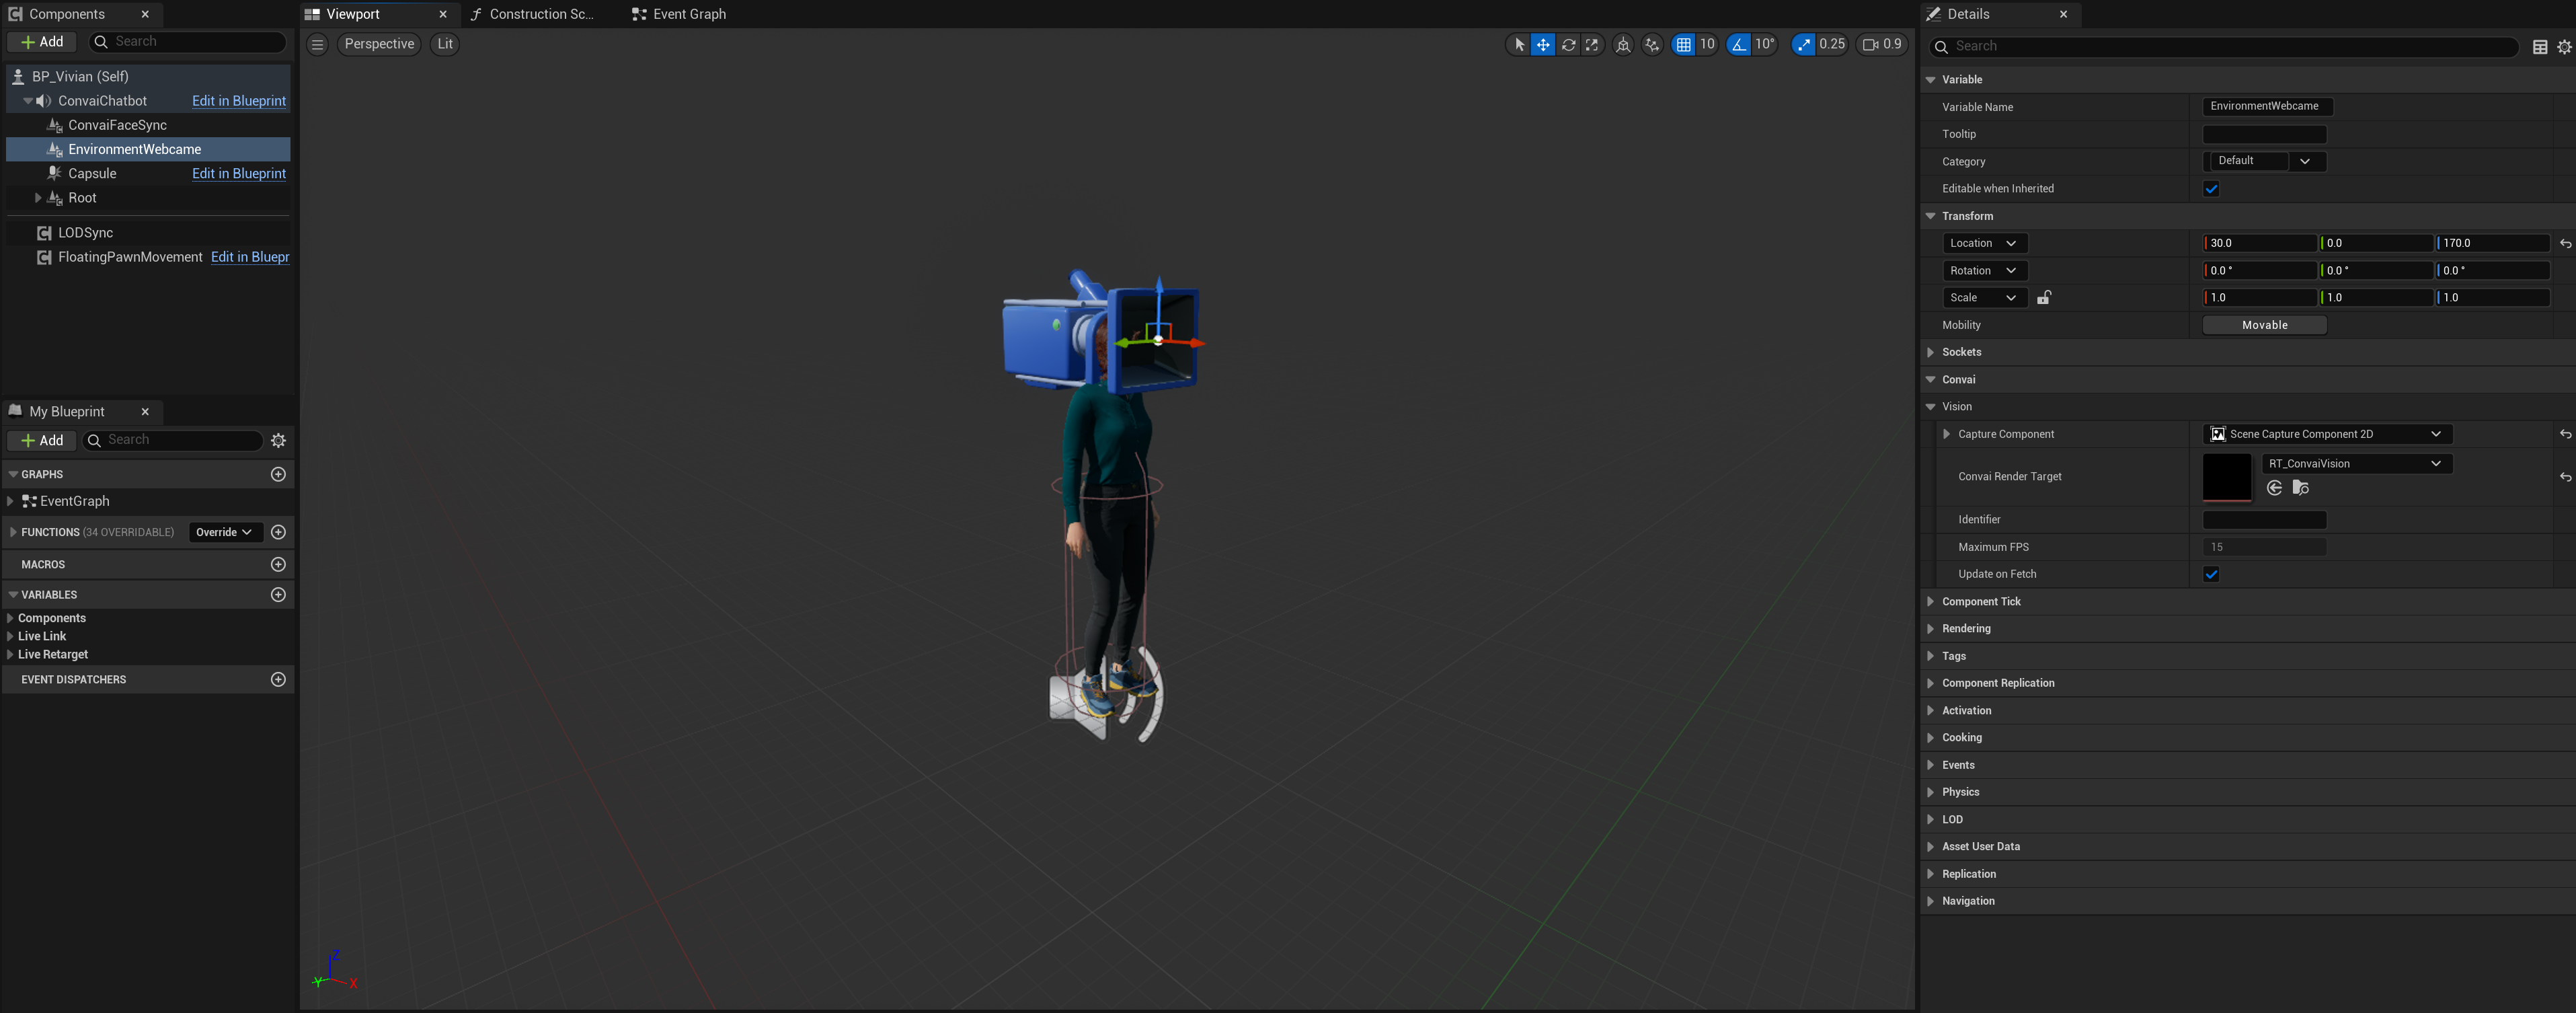 Components
Add
Search
BP_Vivian (Self)
ConvaiChatbot Edit in Blueprint
ConvaiFaceSync
EnvironmentWebcame
Capsule Edit in Blueprint
Root
LODSync
FloatingPawnMovement Edit in Bluepr
My Blueprint
Add
Search
GRAPHS
EventGraph
FUNCTIONS (34 OVERRIDABLE) Override
MACROS
VARIABLES
Components
Live Link
Live Retarget
EVENT DISPATCHERS
Viewport Construction Sc... Event Graph
Perspective Lit 10 10° 0.25 0.9
Z
Y X
Details
Search
Variable
Variable Name EnvironmentWebcame
Tooltip
Category Default
Editable when Inherited
Transform
Location 30.0 0.0 170.0
Rotation 0.0 ° 0.0 ° 0.0 °
Scale 1.0 1.0 1.0
Mobility Movable
Sockets
Convai
Vision
Capture Component Scene Capture Component 2D
Convai Render Target RT_ConvaiVision
Identifier
Maximum FPS 15
Update on Fetch
Component Tick
Rendering
Tags
Component Replication
Activation
Cooking
Events
Physics
LOD
Asset User Data
Replication
Navigation